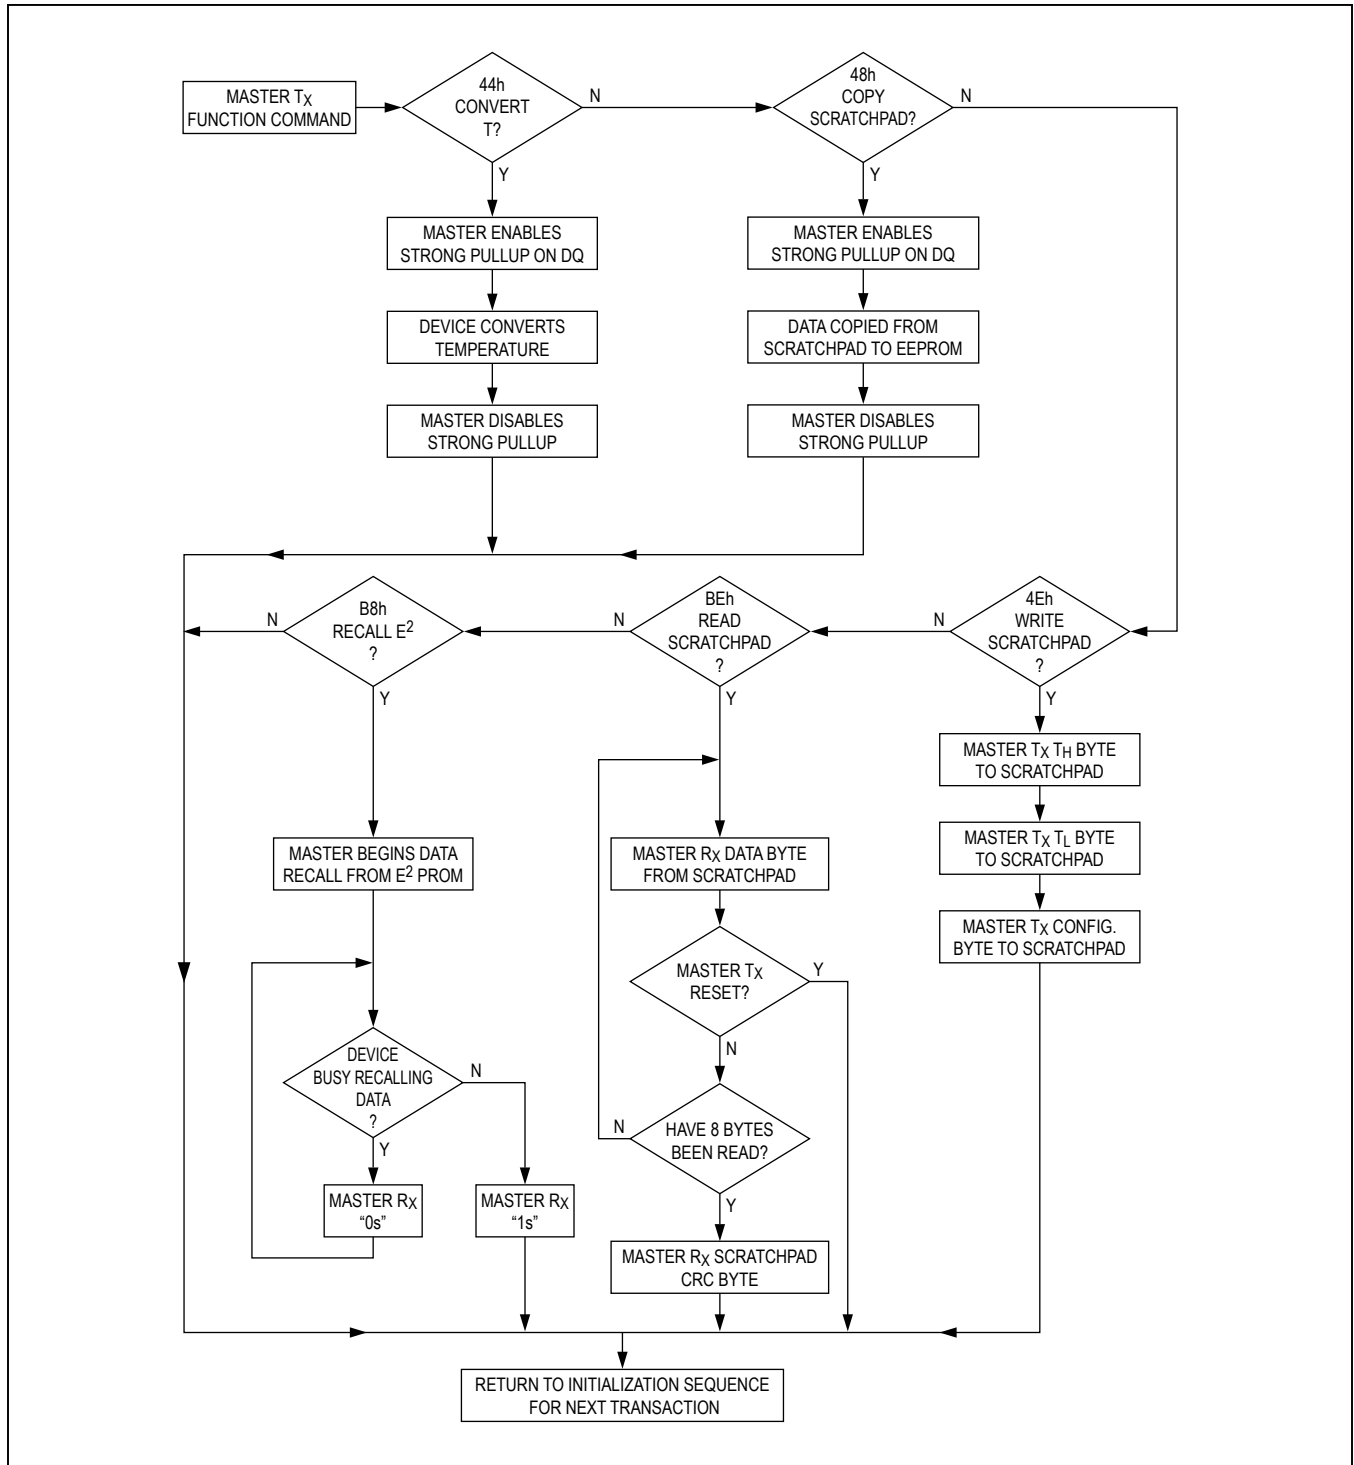 MASTER TX
FUNCTION COMMAND
44h
CONVERT
T?
N
Y
48h
COPY
SCRATCHPAD?
N
Y
MASTER ENABLES
STRONG PULLUP ON DQ
MASTER ENABLES
STRONG PULLUP ON DQ
DEVICE CONVERTS
TEMPERATURE
DATA COPIED FROM
SCRATCHPAD TO EEPROM
MASTER DISABLES
STRONG PULLUP
MASTER DISABLES
STRONG PULLUP
B8h
RECALL E2
?
N
Y
BEh
READ
SCRATCHPAD
?
N
Y
4Eh
WRITE
SCRATCHPAD
?
N
Y
MASTER TX TH BYTE
TO SCRATCHPAD
MASTER BEGINS DATA
RECALL FROM E2 PROM
MASTER RX DATA BYTE
FROM SCRATCHPAD
MASTER TX TL BYTE
TO SCRATCHPAD
MASTER TX CONFIG.
BYTE TO SCRATCHPAD
MASTER TX
RESET?
Y
N
DEVICE
BUSY RECALLING
DATA
?
N
Y
HAVE 8 BYTES
BEEN READ?
N
Y
MASTER RX
“0s”
MASTER RX
“1s”
MASTER RX SCRATCHPAD
CRC BYTE
RETURN TO INITIALIZATION SEQUENCE
FOR NEXT TRANSACTION